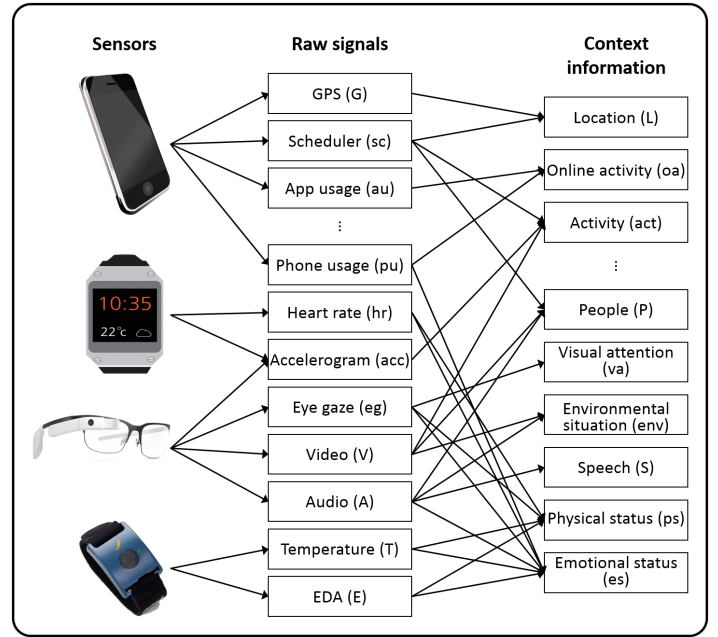 Sensors
Raw signals
Context
information
GPS (G)
Scheduler (sc)
App usage (au)
...
Phone usage (pu)
Heart rate (hr)
Accelerogram (acc)
Eye gaze (eg)
Video (V)
Audio (A)
Temperature (T)
EDA (E)
Location (L)
Online activity (oa)
Activity (act)
...
People (P)
Visual attention
(va)
Environmental
situation (env)
Speech (S)
Physical status (ps)
Emotional status
(es)
10:35
22°c